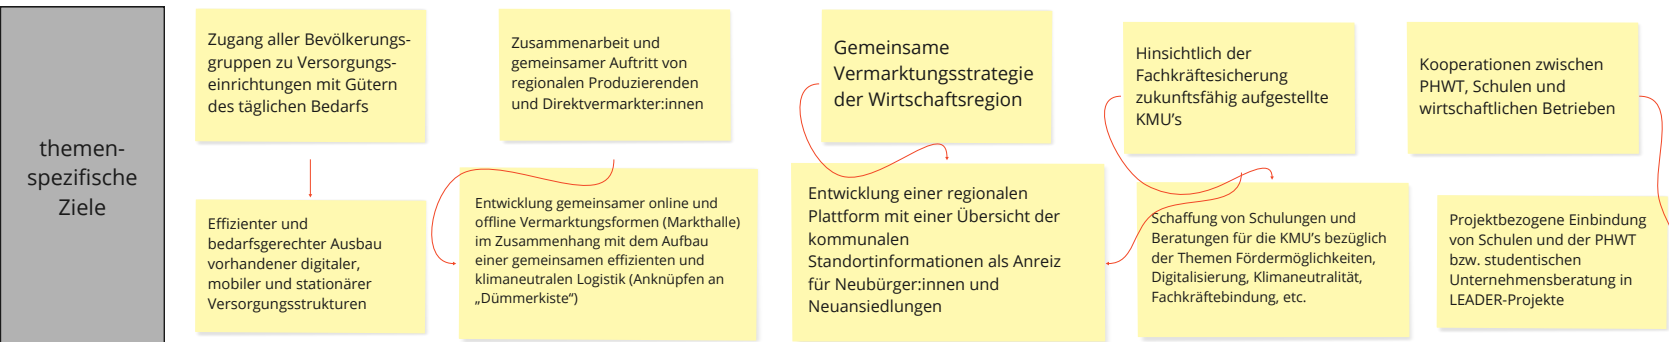 themen-
spezifische
Ziele
Zugang aller Bevölkerungs-
gruppen zu Versorgungs-
einrichtungen mit Gütern
des täglichen Bedarfs
Zusammenarbeit und
gemeinsamer Auftritt von
regionalen Produzierenden
und Direktvermarkter:innen
Gemeinsame
Vermarktungsstrategie
der Wirtschaftsregion
Hinsichtlich der
Fachkräftesicherung
zukunftsfähig aufgestellte
KMU's
Kooperationen zwischen
PHWT, Schulen und
wirtschaftlichen Betrieben
Effizienter und
bedarfsgerechter Ausbau
vorhandener digitaler,
mobiler und stationärer
Versorgungsstrukturen
Entwicklung gemeinsamer online und
offline Vermarktungsformen (Markthalle)
im Zusammenhang mit dem Aufbau
einer gemeinsamen effizienten und
klimaneutralen Logistik (Anknüpfen an
„Dümmerkiste“)
Entwicklung einer regionalen
Plattform mit einer Übersicht der
kommunalen
Standortinformationen als Anreiz
für Neubürger:innen und
Neuansiedlungen
Schaffung von Schulungen und
Beratungen für die KMU's bezüglich
der Themen Fördermöglichkeiten,
Digitalisierung, Klimaneutralität,
Fachkräftebindung, etc.
Projektbezogene Einbindung
von Schulen und der PHWT
bzw. studentischen
Unternehmensberatung in
LEADER-Projekte